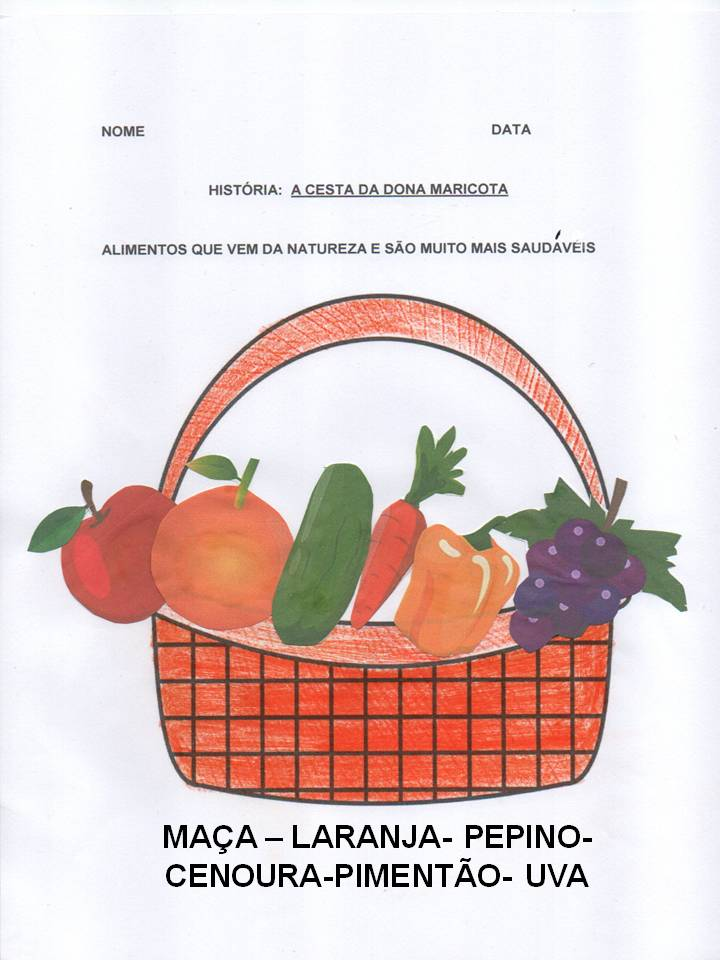 NOME DATA
HISTÓRIA: A CESTA DA DONA MARICOTA
ALIMENTOS QUE VEM DA NATUREZA E SÃO MUITO MAIS SAUDÁVEIS
MAÇA – LARANJA- PEPINO-
CENOURA-PIMENTÃO- UVA